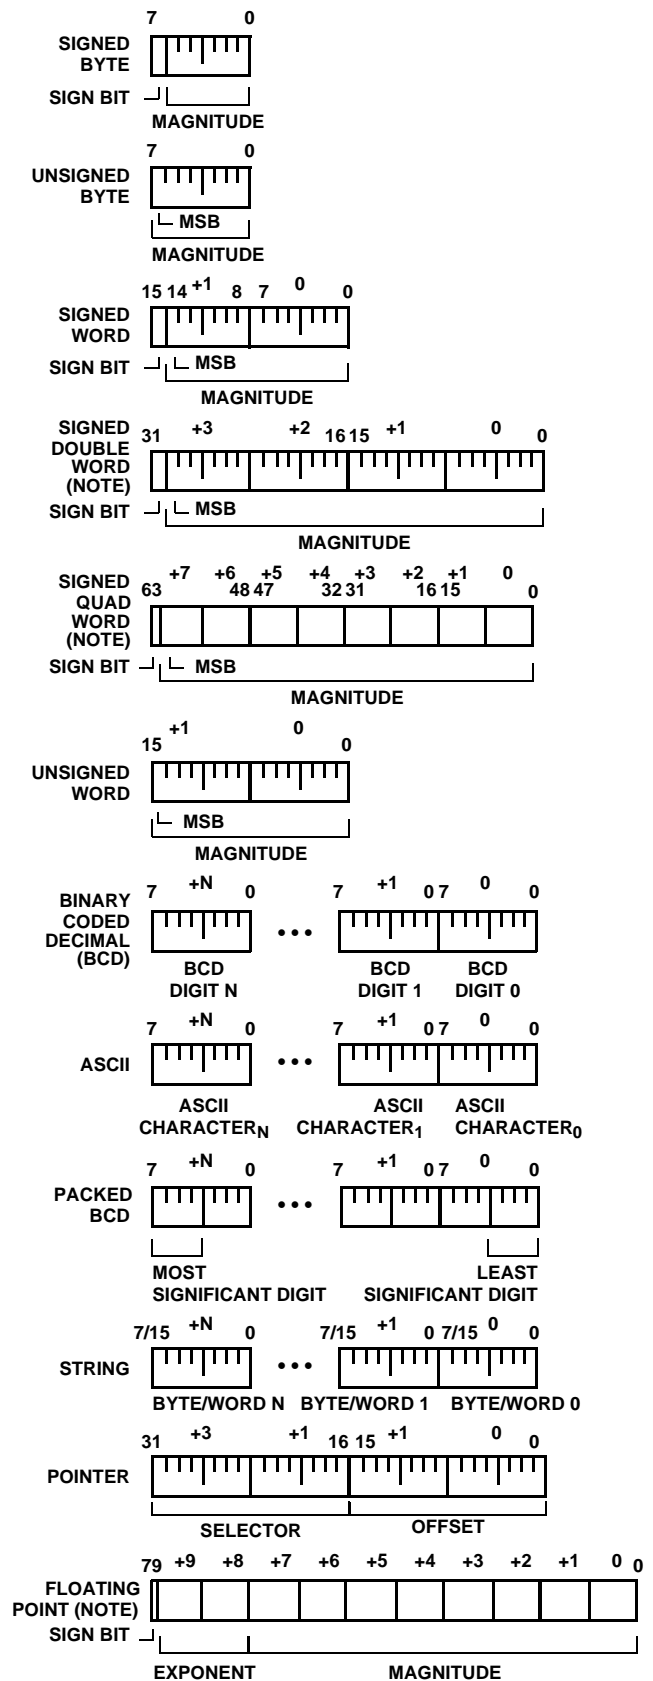 7 0
SIGNED
BYTE
SIGN BIT
MAGNITUDE
7 0
UNSIGNED
BYTE
MSB
MAGNITUDE
15 14 +1 8 7 0 0
SIGNED
WORD
SIGN BIT MSB
MAGNITUDE
SIGNED
DOUBLE
WORD
(NOTE)
31 +3 +2 16 15 +1 0 0
SIGN BIT MSB
MAGNITUDE
+7 +6 +5 +4 +3 +2 +1 0
SIGNED
QUAD
WORD
(NOTE)
63 48 47 32 31 16 15 0
SIGN BIT MSB
MAGNITUDE
+1 0
15 0
UNSIGNED
WORD
MSB
MAGNITUDE
7 +N 0 7 +1 0 7 0 0
BINARY
CODED
DECIMAL
(BCD)
•••
BCD
DIGIT N
BCD
DIGIT 1
BCD
DIGIT 0
7 +N 0 7 +1 0 7 0 0
ASCII •••
ASCII
CHARACTERN
ASCII
CHARACTER1
ASCII
CHARACTER0
7 +N 0 7 +1 0 7 0 0
PACKED
BCD
•••
MOST
SIGNIFICANT DIGIT
LEAST
SIGNIFICANT DIGIT
7/15 +N 0 7/15 +1 0 7/15 0 0
STRING •••
BYTE/WORD N BYTE/WORD 1 BYTE/WORD 0
31 +3 +1 16 15 +1 0 0
POINTER
SELECTOR OFFSET
79 +9 +8 +7 +6 +5 +4 +3 +2 +1 0 0
FLOATING
POINT (NOTE)
SIGN BIT
EXPONENT MAGNITUDE